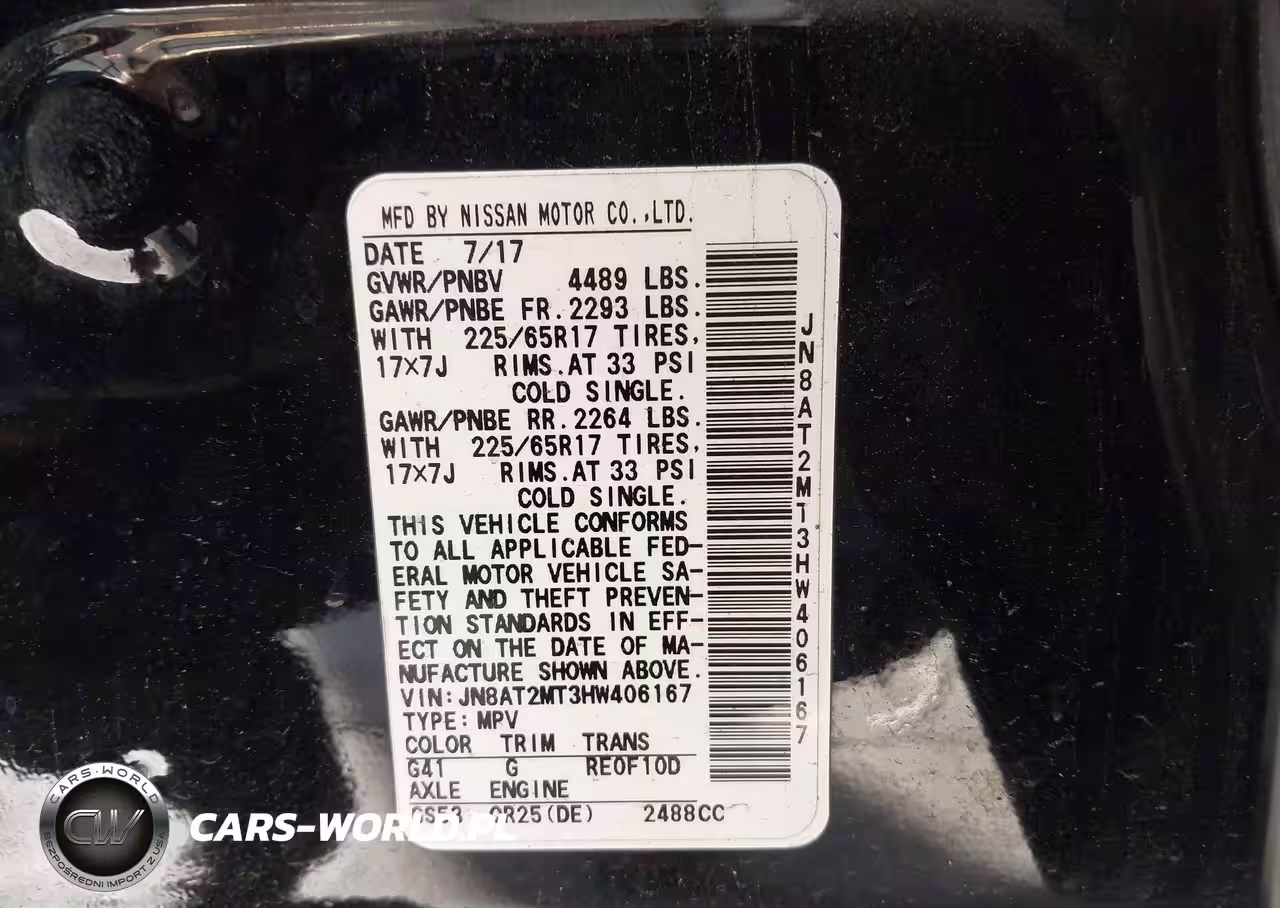 MFD BY NISSAN MOTOR CO.,LTD.
DATE 7/17
GVWR/PNBV 4489 LBS.
GAWR/PNBE FR.2293 LBS.
WITH 225/65R17 TIRES,
17×7J RIMS.AT 33 PSI
COLD SINGLE.
GAWR/PNBE RR.2264 LBS.
WITH 225/65R17 TIRES,
17×7J RIMS.AT 33 PSI
COLD SINGLE.
THIS VEHICLE CONFORMS
TO ALL APPLICABLE FED-
ERAL MOTOR VEHICLE SA-
FETY AND THEFT PREVEN-
TION STANDARDS IN EFF-
ECT ON THE DATE OF MA-
NUFACTURE SHOWN ABOVE.
VIN:JN8AT2MT3HW406167
TYPE:MPV
COLOR TRIM TRANS
G41 G RE0F10D
AXLE ENGINE
QR25(DE) 2488CC
JN8AT2MT3HW406167
CARS-WORLD
CW
BEZPOŚREDNI IMPORT Z USA
CARS-WORLD.PL